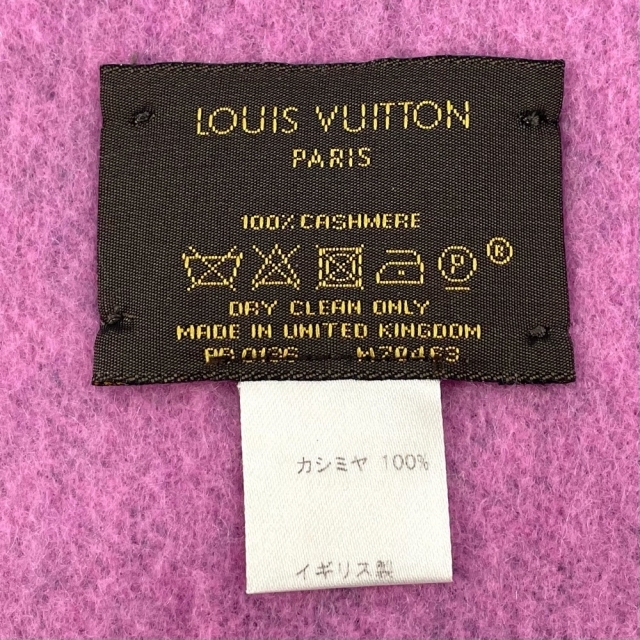 LOUIS VUITTON
PARIS
100% CASHMERE
P
®
DRY CLEAN ONLY
MADE IN UNITED KINGDOM
カシミヤ 100%
イギリス製